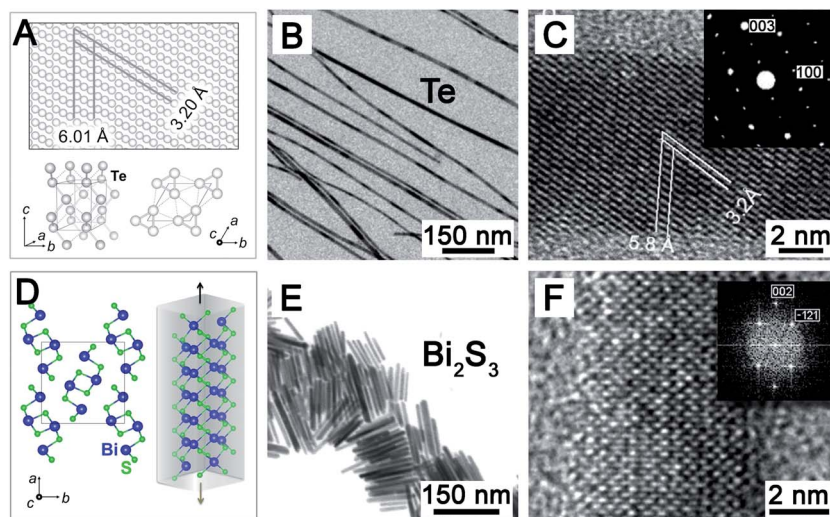 A
6.01 Å
3.20 Å
Te
c
a
b
a
c
b
B
Te
150 nm
C
003
100
3.2Å
5.8 Å
2 nm
D
Bi
S
a
c
b
E
Bi₂S₃
150 nm
F
002
-121
2 nm